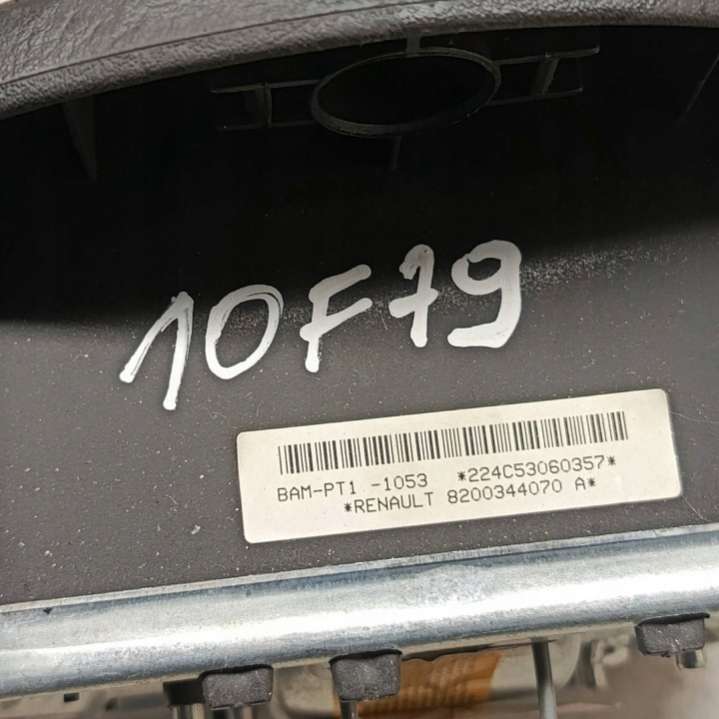 10F79
BAM-PT1 -1053 *224C53060357*
*RENAULT 8200344070 A*